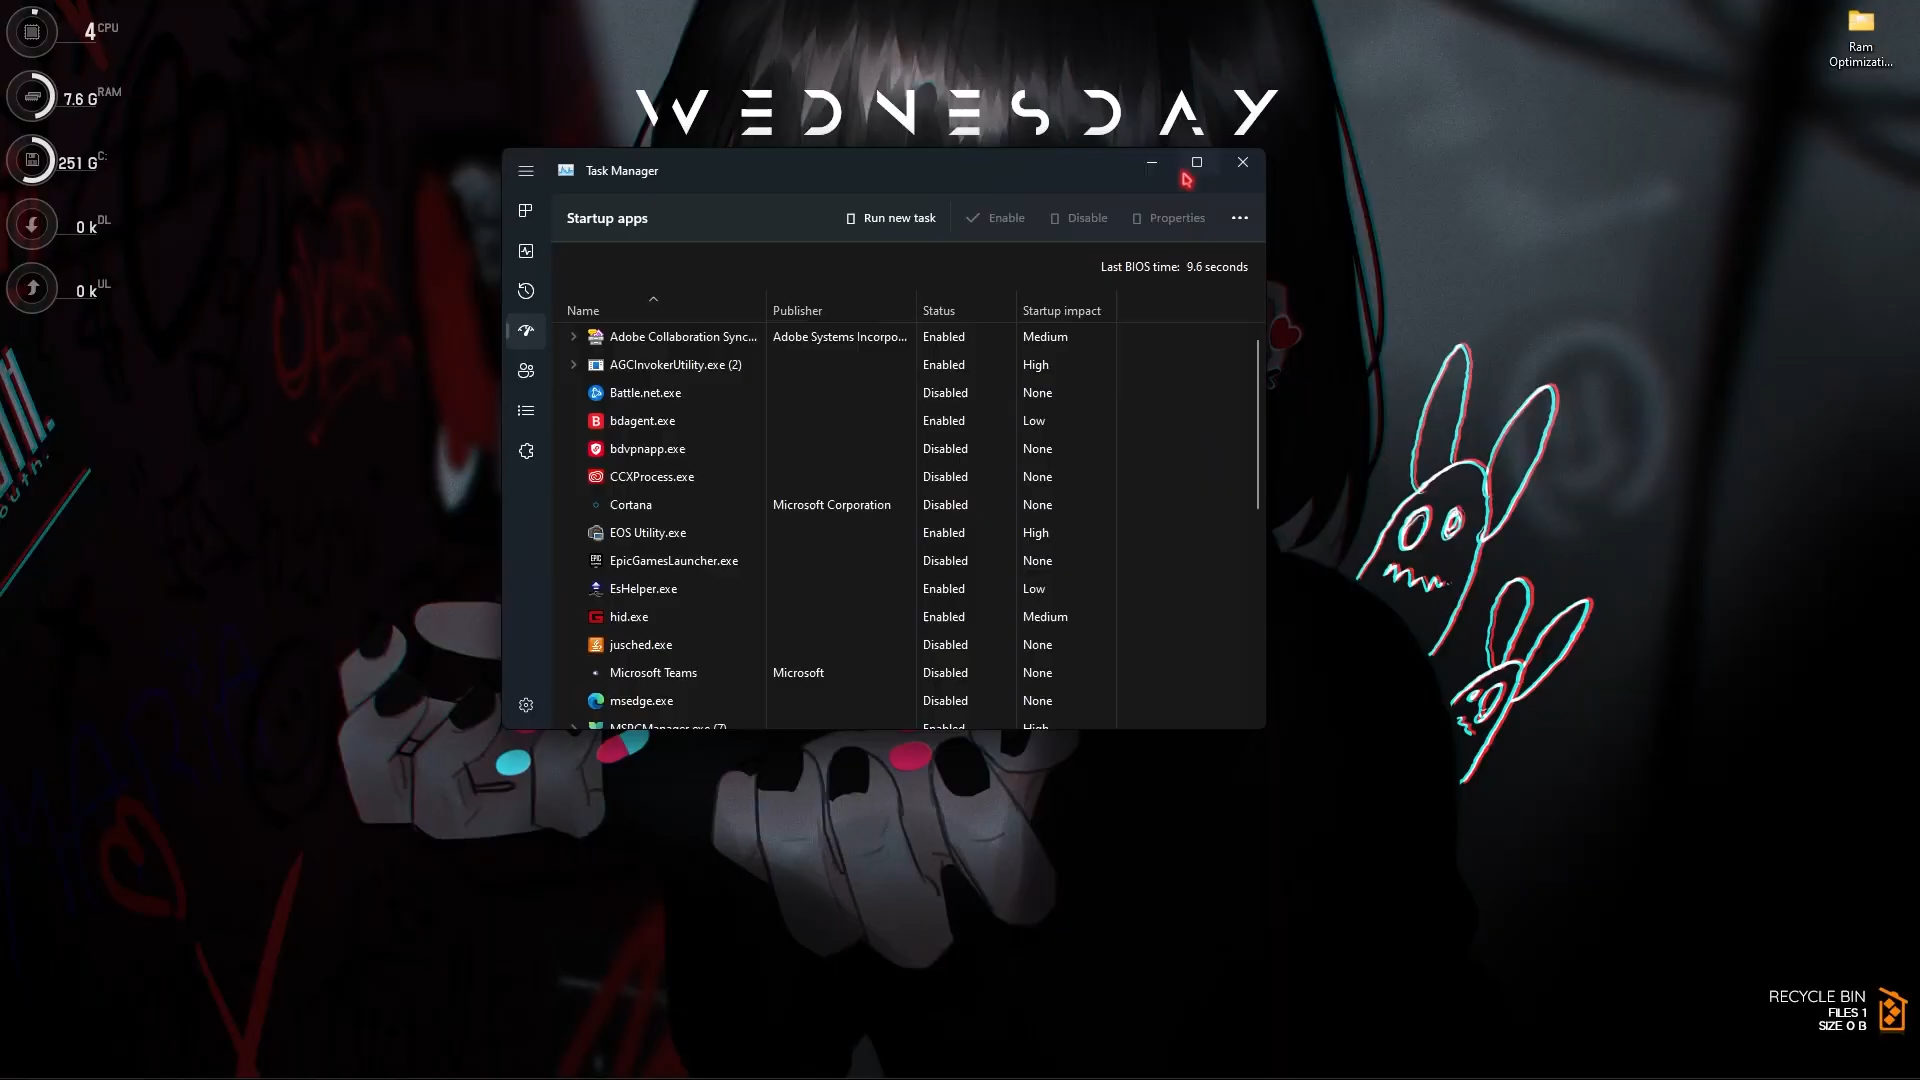 4 CPU
7.6 G RAM
251 G C:
0 k DL
0 k UL
WEDNESDAY
Ram
Optimizati...
Task Manager
Startup apps
Run new task
Enable
Disable
Properties
Last BIOS time: 9.6 seconds
Name Publisher Status Startup impact
Adobe Collaboration Sync... Adobe Systems Incorpo... Enabled Medium
AGCInvokerUtility.exe (2) Enabled High
Battle.net.exe Disabled None
bdagent.exe Enabled Low
bdvpnapp.exe Disabled None
CCXProcess.exe Disabled None
Cortana Microsoft Corporation Disabled None
EOS Utility.exe Enabled High
EpicGamesLauncher.exe Disabled None
EsHelper.exe Enabled Low
hid.exe Enabled Medium
jusched.exe Disabled None
Microsoft Teams Microsoft Disabled None
msedge.exe Disabled None
MSPCManager.exe (7) Enabled High
RECYCLE BIN
FILES 1
SIZE 0 B